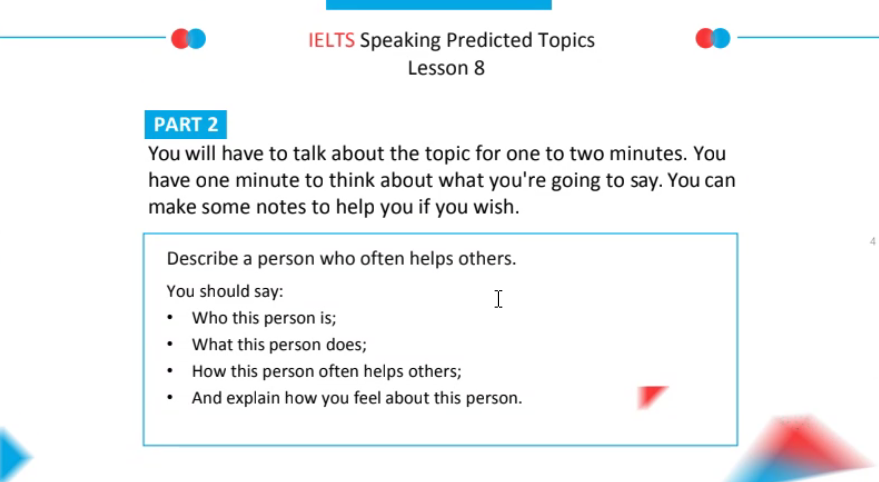 IELTS Speaking Predicted Topics
Lesson 8
PART 2
You will have to talk about the topic for one to two minutes. You
have one minute to think about what you're going to say. You can
make some notes to help you if you wish.
4
Describe a person who often helps others.
You should say:
• Who this person is;
• What this person does;
• How this person often helps others;
• And explain how you feel about this person.